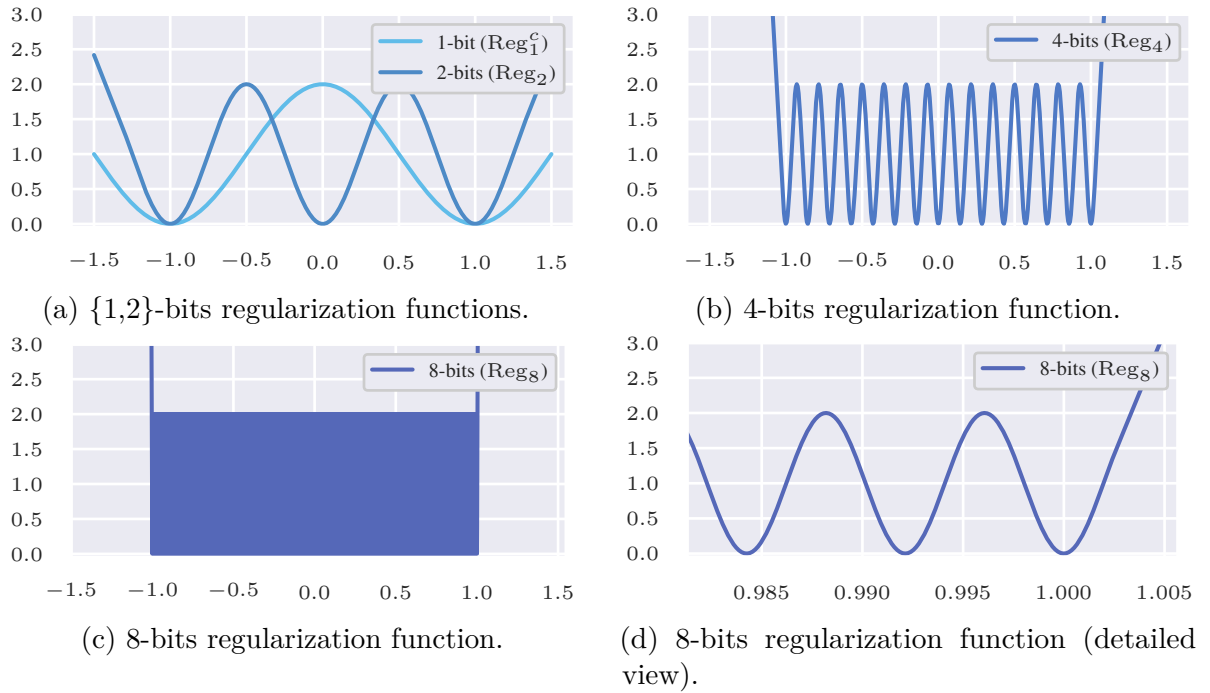 3.0
2.5
2.0
1.5
1.0
0.5
0.0
1-bit (Reg₁ᶜ)
2-bits (Reg₂)
−1.5 −1.0 −0.5 0.0 0.5 1.0 1.5
(a) {1,2}-bits regularization functions.
3.0
2.5
2.0
1.5
1.0
0.5
0.0
4-bits (Reg₄)
−1.5 −1.0 −0.5 0.0 0.5 1.0 1.5
(b) 4-bits regularization function.
3.0
2.5
2.0
1.5
1.0
0.5
0.0
8-bits (Reg₈)
−1.5 −1.0 −0.5 0.0 0.5 1.0 1.5
(c) 8-bits regularization function.
3.0
2.5
2.0
1.5
1.0
0.5
0.0
8-bits (Reg₈)
0.985 0.990 0.995 1.000 1.005
(d) 8-bits regularization function (detailed
view).